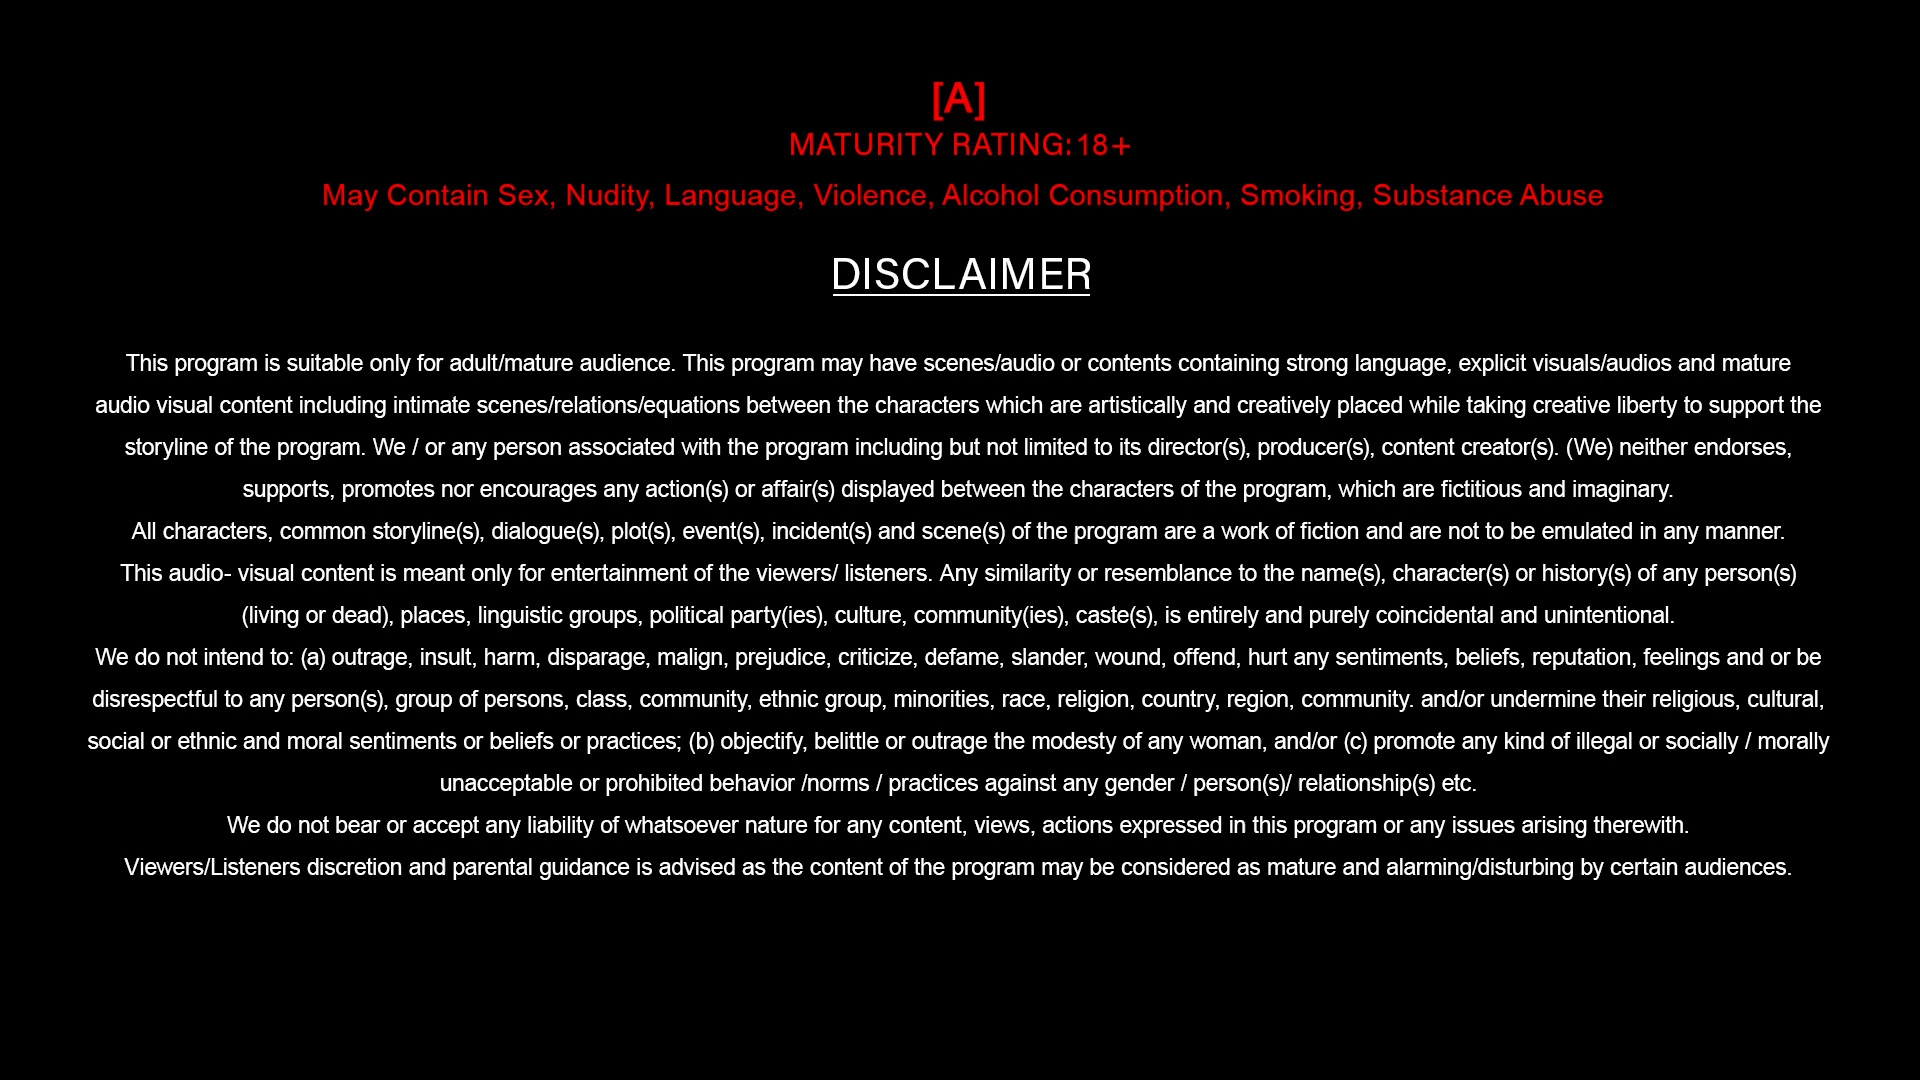 [A]
MATURITY RATING:18+
May Contain Sex, Nudity, Language, Violence, Alcohol Consumption, Smoking, Substance Abuse
DISCLAIMER
This program is suitable only for adult/mature audience. This program may have scenes/audio or contents containing strong language, explicit visuals/audios and mature
audio visual content including intimate scenes/relations/equations between the characters which are artistically and creatively placed while taking creative liberty to support the
storyline of the program. We / or any person associated with the program including but not limited to its director(s), producer(s), content creator(s). (We) neither endorses,
supports, promotes nor encourages any action(s) or affair(s) displayed between the characters of the program, which are fictitious and imaginary.
All characters, common storyline(s), dialogue(s), plot(s), event(s), incident(s) and scene(s) of the program are a work of fiction and are not to be emulated in any manner.
This audio- visual content is meant only for entertainment of the viewers/ listeners. Any similarity or resemblance to the name(s), character(s) or history(s) of any person(s)
(living or dead), places, linguistic groups, political party(ies), culture, community(ies), caste(s), is entirely and purely coincidental and unintentional.
We do not intend to: (a) outrage, insult, harm, disparage, malign, prejudice, criticize, defame, slander, wound, offend, hurt any sentiments, beliefs, reputation, feelings and or be
disrespectful to any person(s), group of persons, class, community, ethnic group, minorities, race, religion, country, region, community. and/or undermine their religious, cultural,
social or ethnic and moral sentiments or beliefs or practices; (b) objectify, belittle or outrage the modesty of any woman, and/or (c) promote any kind of illegal or socially / morally
unacceptable or prohibited behavior /norms / practices against any gender / person(s)/ relationship(s) etc.
We do not bear or accept any liability of whatsoever nature for any content, views, actions expressed in this program or any issues arising therewith.
Viewers/Listeners discretion and parental guidance is advised as the content of the program may be considered as mature and alarming/disturbing by certain audiences.